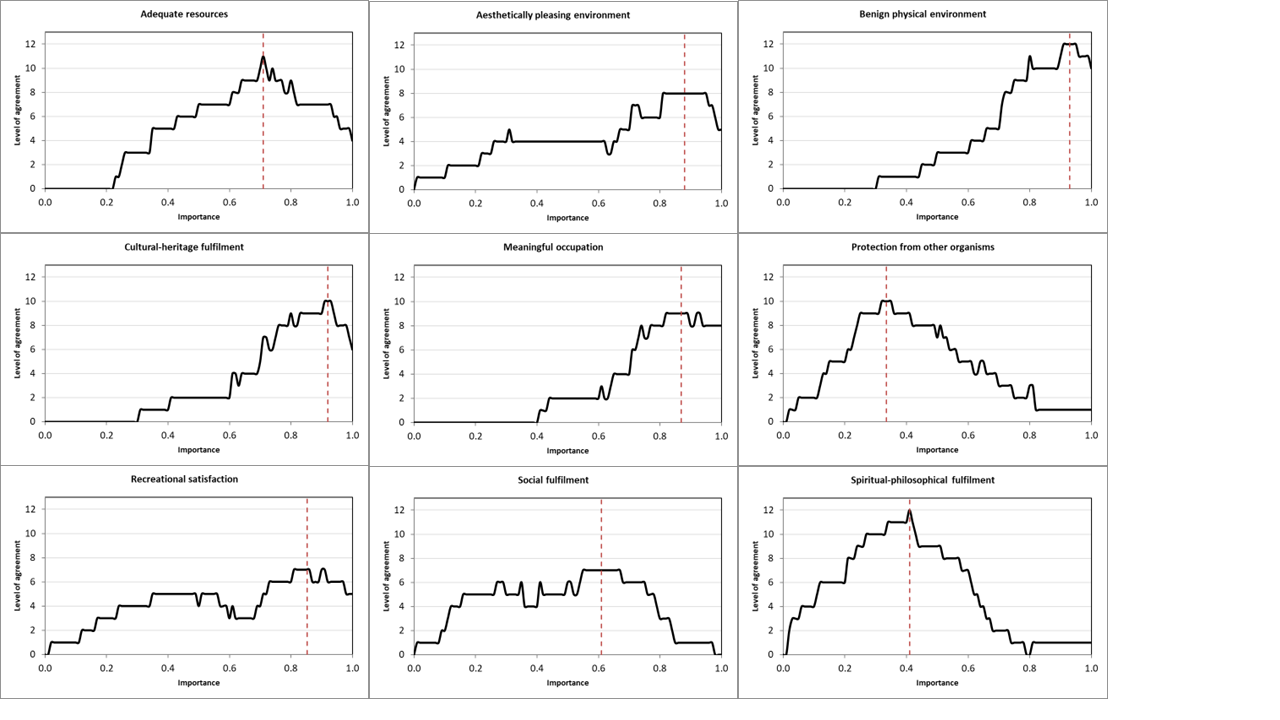 Adequate resources
Level of agreement
12
10
8
6
4
2
0
0.0 0.2 0.4 0.6 0.8 1.0
Importance
Aesthetically pleasing environment
Level of agreement
12
10
8
6
4
2
0
0.0 0.2 0.4 0.6 0.8 1.0
Importance
Benign physical environment
Level of agreement
12
10
8
6
4
2
0
0.0 0.2 0.4 0.6 0.8 1.0
Importance
Cultural-heritage fulfilment
Level of agreement
12
10
8
6
4
2
0
0.0 0.2 0.4 0.6 0.8 1.0
Importance
Meaningful occupation
Level of agreement
12
10
8
6
4
2
0
0.0 0.2 0.4 0.6 0.8 1.0
Importance
Protection from other organisms
Level of agreement
12
10
8
6
4
2
0
0.0 0.2 0.4 0.6 0.8 1.0
Importance
Recreational satisfaction
Level of agreement
12
10
8
6
4
2
0
0.0 0.2 0.4 0.6 0.8 1.0
Importance
Social fulfilment
Level of agreement
12
10
8
6
4
2
0
0.0 0.2 0.4 0.6 0.8 1.0
Importance
Spiritual-philosophical fulfilment
Level of agreement
12
10
8
6
4
2
0
0.0 0.2 0.4 0.6 0.8 1.0
Importance